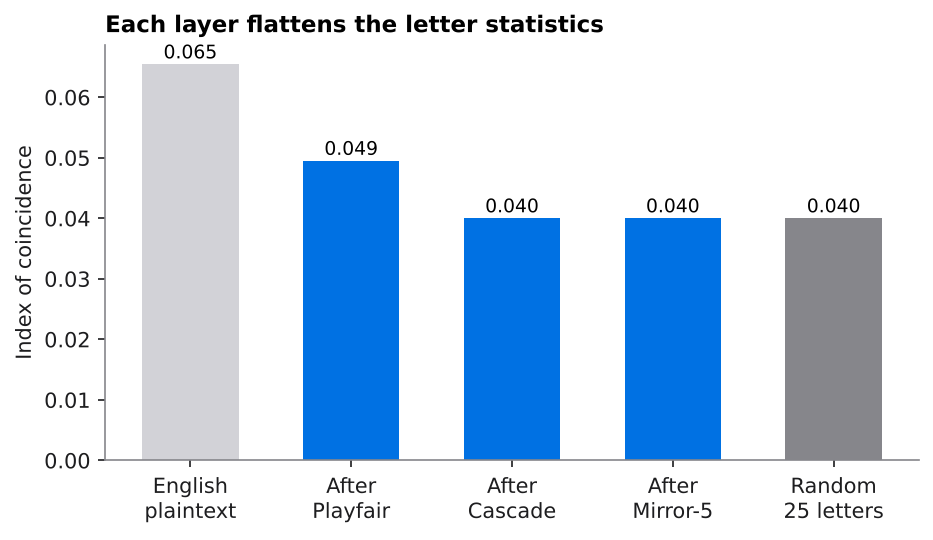 Each layer flattens the letter statistics
Index of coincidence
0.06
0.05
0.04
0.03
0.02
0.01
0.00
0.065
0.049
0.040
0.040
0.040
English
plaintext
After
Playfair
After
Cascade
After
Mirror-5
Random
25 letters